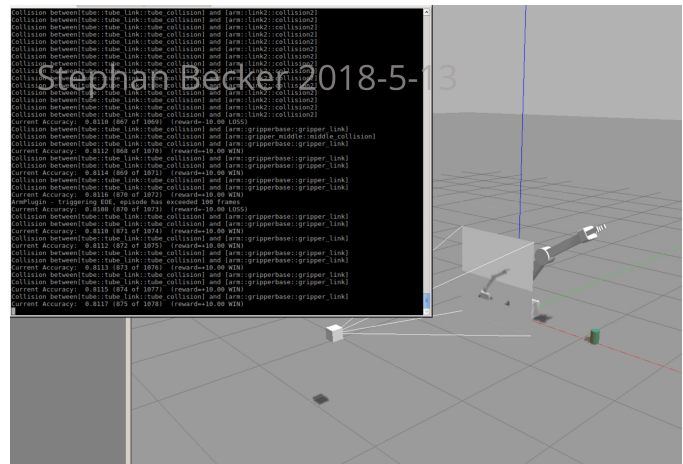 Collision between[tube::tube_link::tube_collision] and [arm::link2::collision2]
Collision between[tube::tube_link::tube_collision] and [arm::link2::collision2]
Collision between[tube::tube_link::tube_collision] and [arm::link2::collision2]
Collision between[tube::tube_link::tube_collision] and [arm::link2::collision2]
Collision between[tube::tube_link::tube_collision] and [arm::link2::collision2]
Collision between[tube::tube_link::tube_collision] and [arm::link2::collision2]
Collision between[tube::tube_link::tube_collision] and [arm::link2::collision2]
Collision between[tube::tube_link::tube_collision] and [arm::link2::collision2]
Stephan Becker 2018-5-13
Collision between[tube::tube_link::tube_collision] and [arm::link2::collision2]
Collision between[tube::tube_link::tube_collision] and [arm::link2::collision2]
Collision between[tube::tube_link::tube_collision] and [arm::link2::collision2]
Collision between[tube::tube_link::tube_collision] and [arm::link2::collision2]
Current Accuracy: 0.8110 (867 of 1069) (reward=-10.00 LOSS)
Collision between[tube::tube_link::tube_collision] and [arm::gripperbase::gripper_link]
Collision between[tube::tube_link::tube_collision] and [arm::gripper_middle::middle_collision]
Collision between[tube::tube_link::tube_collision] and [arm::gripperbase::gripper_link]
Current Accuracy: 0.8112 (868 of 1070) (reward=+10.00 WIN)
Collision between[tube::tube_link::tube_collision] and [arm::gripperbase::gripper_link]
Collision between[tube::tube_link::tube_collision] and [arm::gripperbase::gripper_link]
Current Accuracy: 0.8114 (869 of 1071) (reward=+10.00 WIN)
Collision between[tube::tube_link::tube_collision] and [arm::gripperbase::gripper_link]
Collision between[tube::tube_link::tube_collision] and [arm::gripperbase::gripper_link]
Current Accuracy: 0.8116 (870 of 1072) (reward=+10.00 WIN)
ArmPlugin - triggering EOE, episode has exceeded 100 frames
Current Accuracy: 0.8108 (870 of 1073) (reward=-10.00 LOSS)
Collision between[tube::tube_link::tube_collision] and [arm::gripperbase::gripper_link]
Current Accuracy: 0.8110 (871 of 1074) (reward=+10.00 WIN)
Collision between[tube::tube_link::tube_collision] and [arm::gripperbase::gripper_link]
Current Accuracy: 0.8112 (872 of 1075) (reward=+10.00 WIN)
Collision between[tube::tube_link::tube_collision] and [arm::gripperbase::gripper_link]
Collision between[tube::tube_link::tube_collision] and [arm::gripperbase::gripper_link]
Current Accuracy: 0.8113 (873 of 1076) (reward=+10.00 WIN)
Collision between[tube::tube_link::tube_collision] and [arm::gripperbase::gripper_link]
Collision between[tube::tube_link::tube_collision] and [arm::gripperbase::gripper_link]
Current Accuracy: 0.8115 (874 of 1077) (reward=+10.00 WIN)
Collision between[tube::tube_link::tube_collision] and [arm::gripperbase::gripper_link]
Current Accuracy: 0.8117 (875 of 1078) (reward=+10.00 WIN)